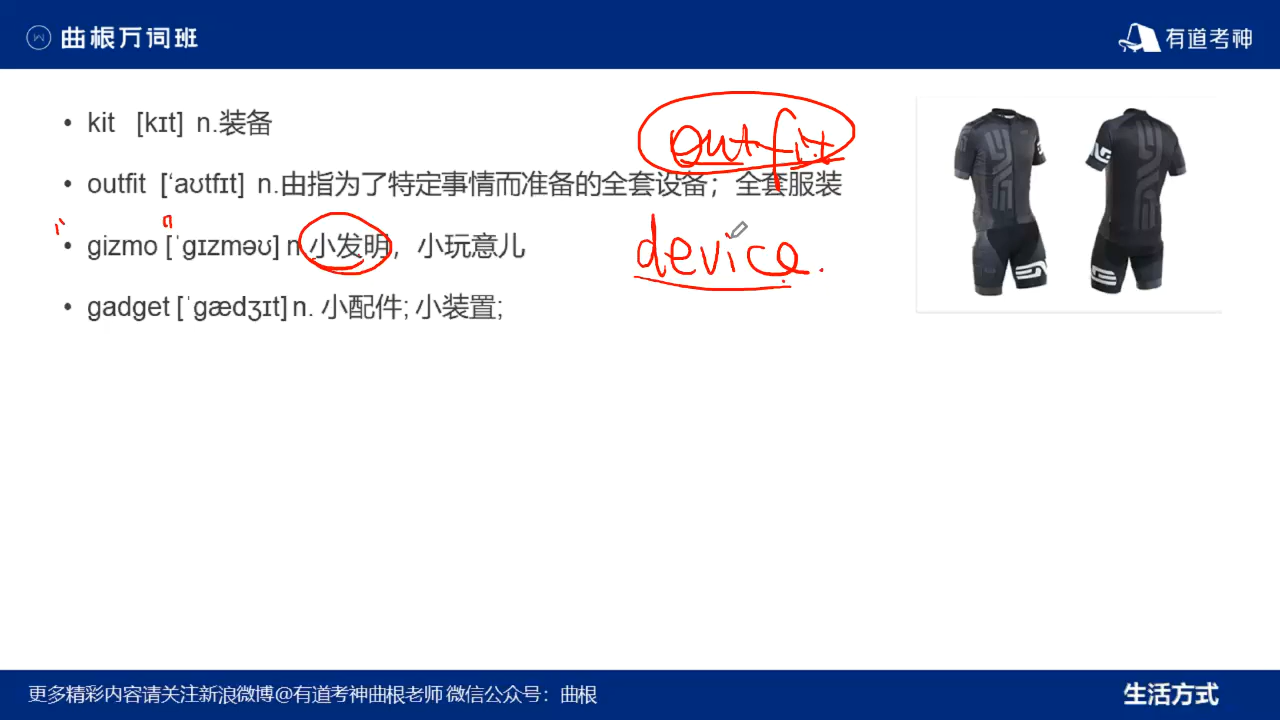 曲根万词班
有道考神
kit [kɪt] n.装备
outfit
outfit [ˈaʊtfɪt] n.由指为了特定事情而准备的全套设备；全套服装
gizmo [ˈɡɪzməʊ] n.小发明，小玩意儿
device.
gadget [ˈɡædʒɪt] n. 小配件; 小装置;
更多精彩内容请关注新浪微博@有道考神曲根老师 微信公众号：曲根
生活方式